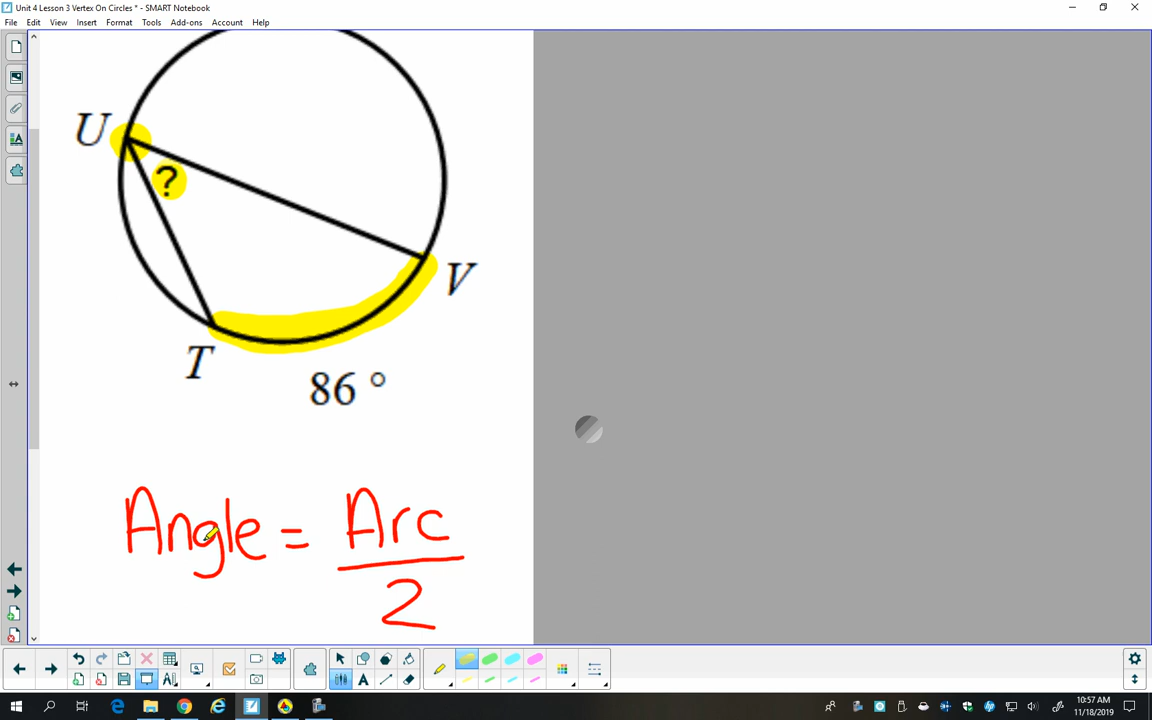 Unit 4 Lesson 3 Vertex On Circles * - SMART Notebook
File Edit View Insert Format Tools Add-ons Account Help
U
?
V
T
86 °
Angle = Arc
2
10:57 AM
11/18/2019